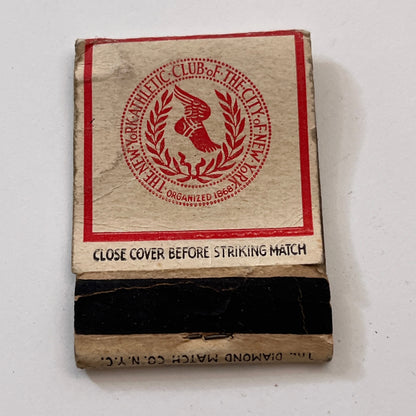 THE·NEW YORK·ATHLETIC·CLUB·OF·THE·CITY·OF·NEW YORK·
ORGANIZED 1868
CLOSE COVER BEFORE STRIKING MATCH
THE DIAMOND MATCH CO. N.Y.C.